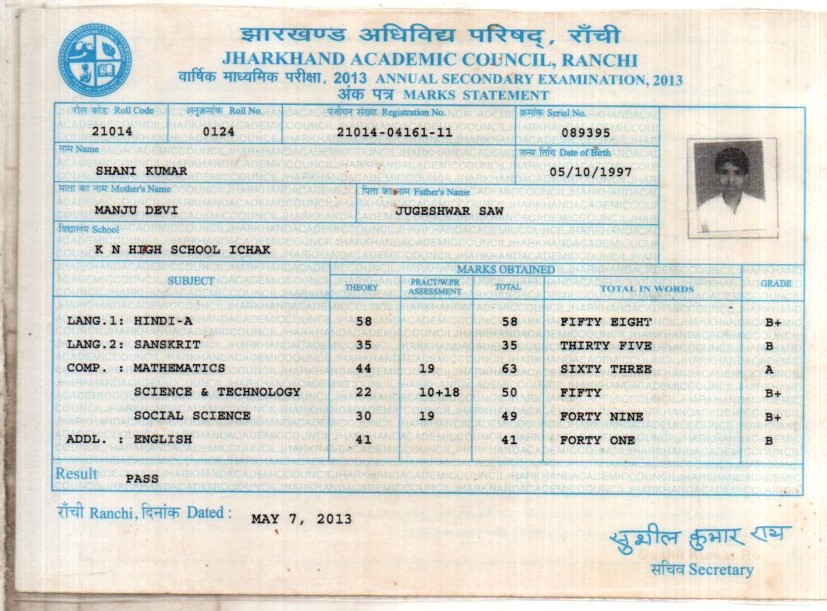 झारखण्ड अधिविद्य परिषद्, राँची
JHARKHAND ACADEMIC COUNCIL, RANCHI
वार्षिक माध्यमिक परीक्षा, 2013 ANNUAL SECONDARY EXAMINATION, 2013
अंक पत्र MARKS STATEMENT
रोल कोड Roll Code अनुक्रमांक Roll No. पंजीयन संख्या Registration No. क्रमांक Serial No.
21014 0124 21014-04161-11 089395
नाम Name जन्म तिथि Date of Birth
SHANI KUMAR 05/10/1997
माता का नाम Mother's Name पिता का नाम Father's Name
MANJU DEVI JUGESHWAR SAW
विद्यालय School
K N HIGH SCHOOL ICHAK
SUBJECT MARKS OBTAINED GRADE
THEORY PRACT/W.PR ASSESSMENT TOTAL TOTAL IN WORDS
LANG.1: HINDI-A 58 58 FIFTY EIGHT B+
LANG.2: SANSKRIT 35 35 THIRTY FIVE B
COMP. : MATHEMATICS 44 19 63 SIXTY THREE A
SCIENCE & TECHNOLOGY 22 10+18 50 FIFTY B+
SOCIAL SCIENCE 30 19 49 FORTY NINE B+
ADDL. : ENGLISH 41 41 FORTY ONE B
Result PASS
राँची Ranchi, दिनांक Dated : MAY 7, 2013
सुशील कुमार राय
सचिव Secretary